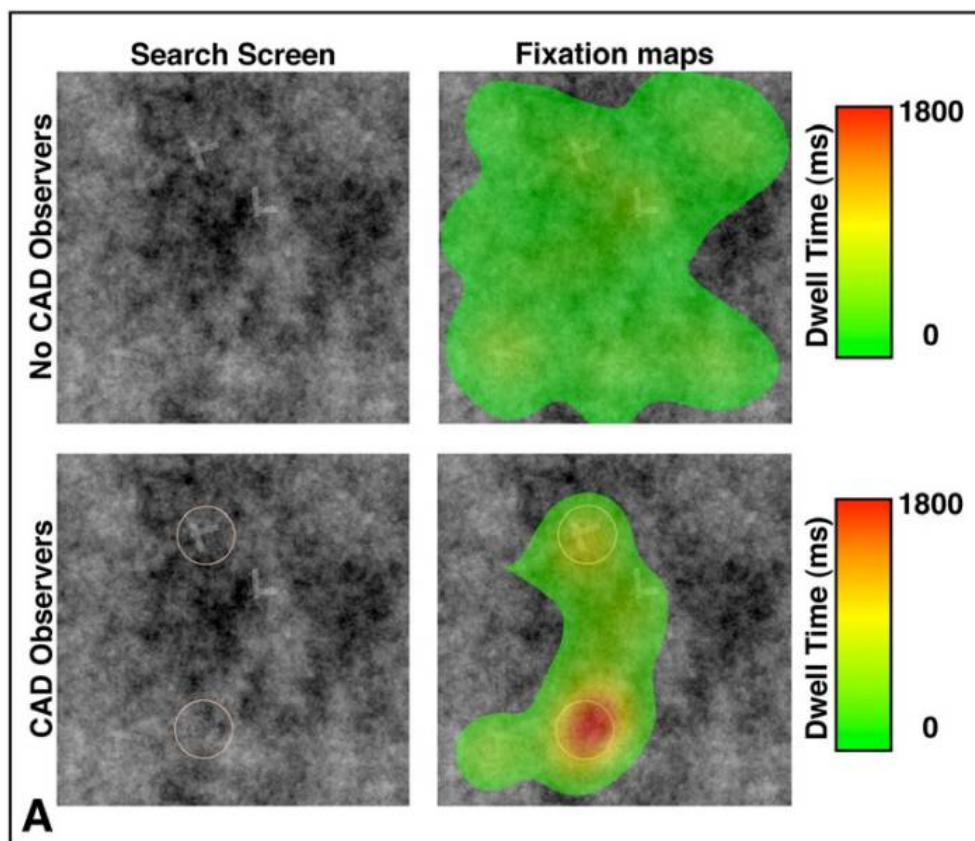 Search Screen
Fixation maps
No CAD Observers
1800
Dwell Time (ms)
0
CAD Observers
1800
Dwell Time (ms)
0
A